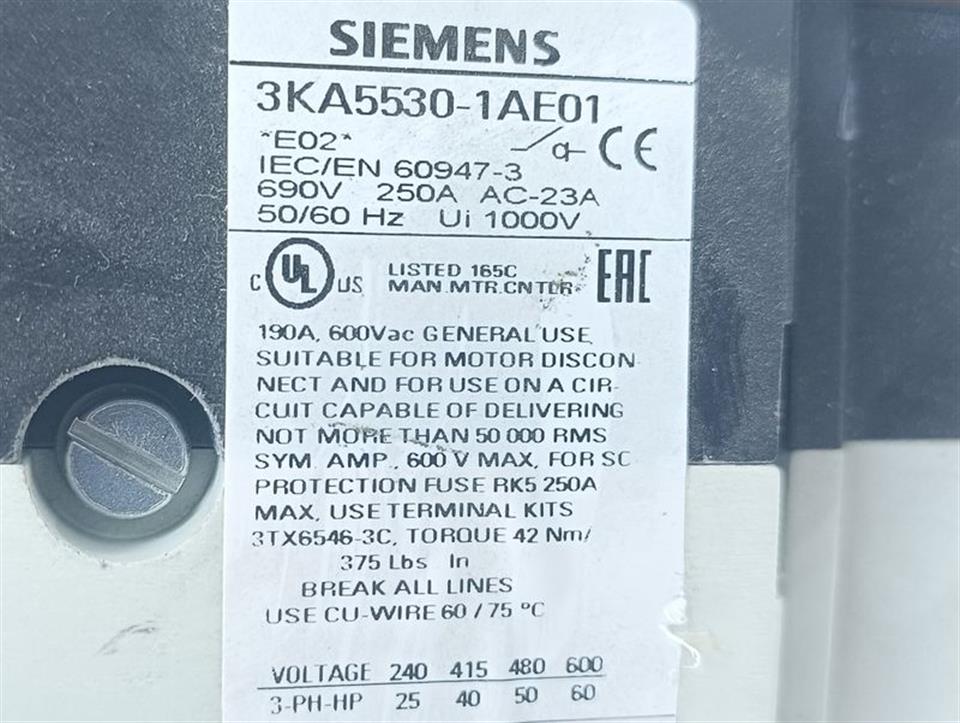 SIEMENS
3KA5530-1AE01
*E02*
CE
IEC/EN 60947-3
690V 250A AC-23A
50/60 Hz Ui 1000V
C UL US LISTED 165C
MAN.MTR.CNTLR
EAC
190A, 600Vac GENERAL USE,
SUITABLE FOR MOTOR DISCON-
NECT AND FOR USE ON A CIR-
CUIT CAPABLE OF DELIVERING
NOT MORE THAN 50 000 RMS
SYM. AMP., 600 V MAX, FOR SC
PROTECTION FUSE RK5 250A
MAX, USE TERMINAL KITS
3TX6546-3C, TORQUE 42 Nm/
375 Lbs In
BREAK ALL LINES
USE CU-WIRE 60 / 75 °C
VOLTAGE 240 415 480 600
3-PH-HP 25 40 50 60